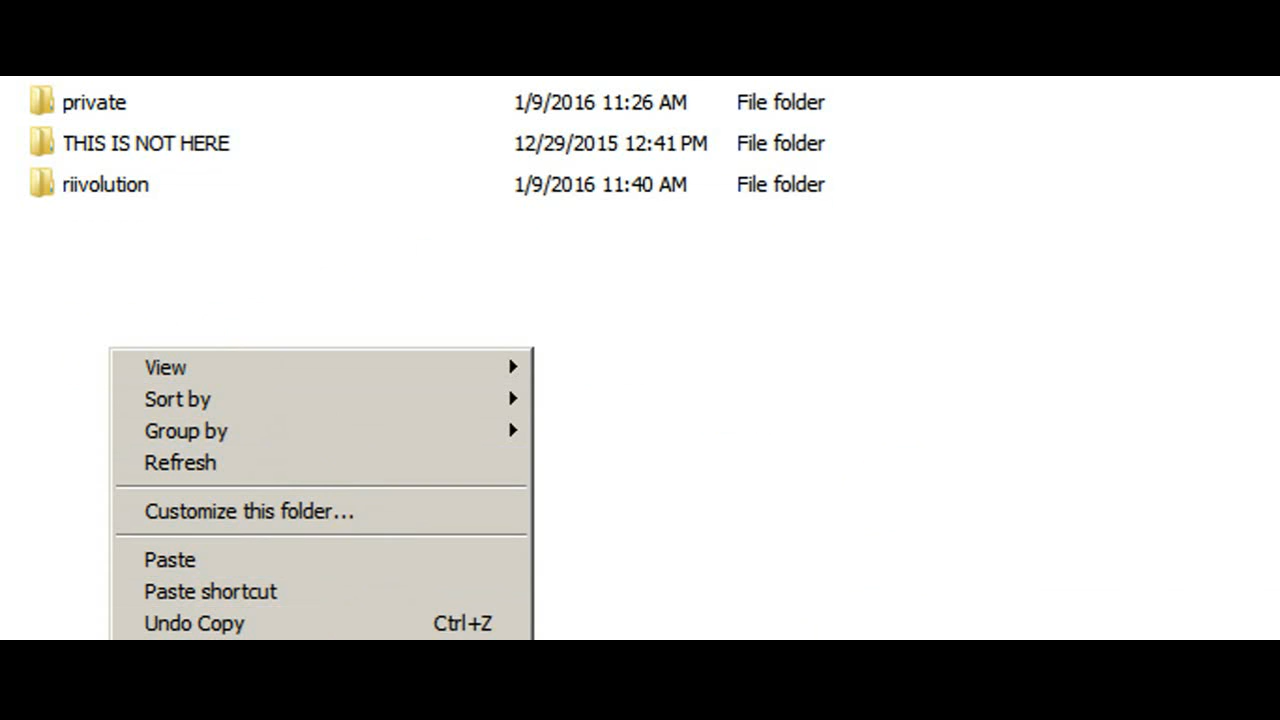 private 1/9/2016 11:26 AM File folder
THIS IS NOT HERE 12/29/2015 12:41 PM File folder
riivolution 1/9/2016 11:40 AM File folder
View
Sort by
Group by
Refresh
Customize this folder...
Paste
Paste shortcut
Undo Copy Ctrl+Z